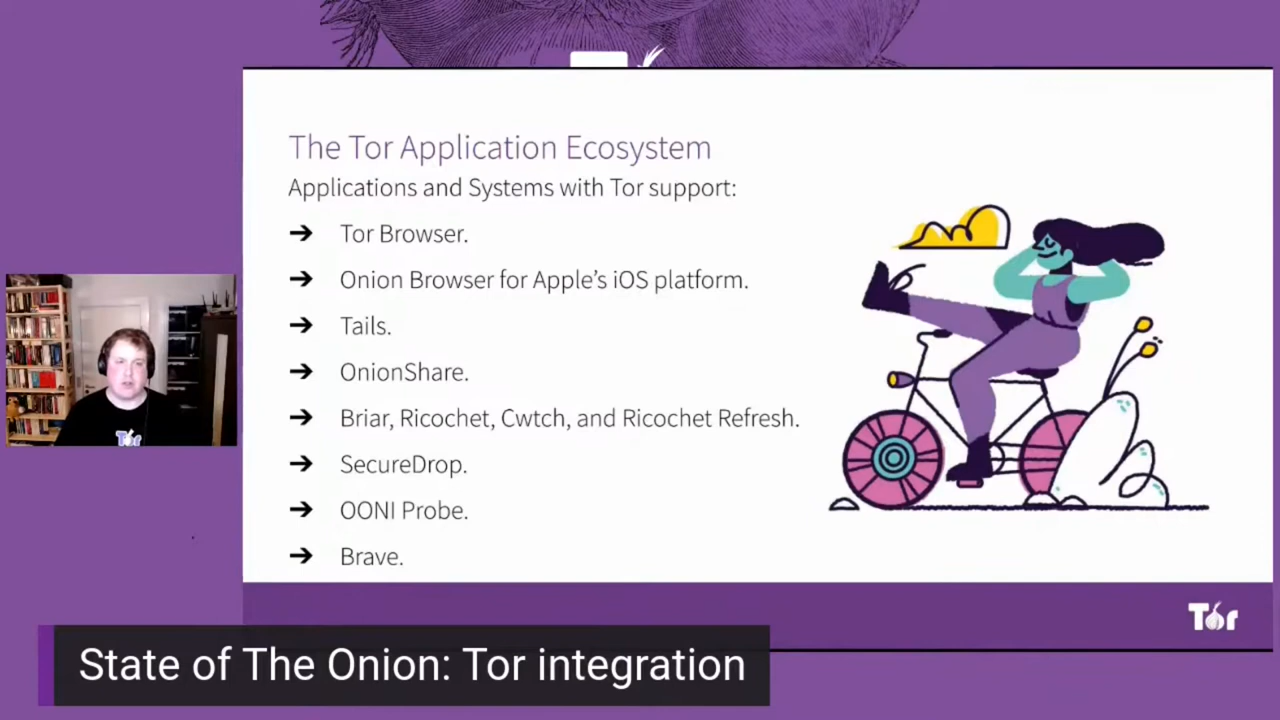 The Tor Application Ecosystem
Applications and Systems with Tor support:
➔ Tor Browser.
➔ Onion Browser for Apple’s iOS platform.
➔ Tails.
➔ OnionShare.
➔ Briar, Ricochet, Cwtch, and Ricochet Refresh.
➔ SecureDrop.
➔ OONI Probe.
➔ Brave.
Tor
Tor
State of The Onion: Tor integration